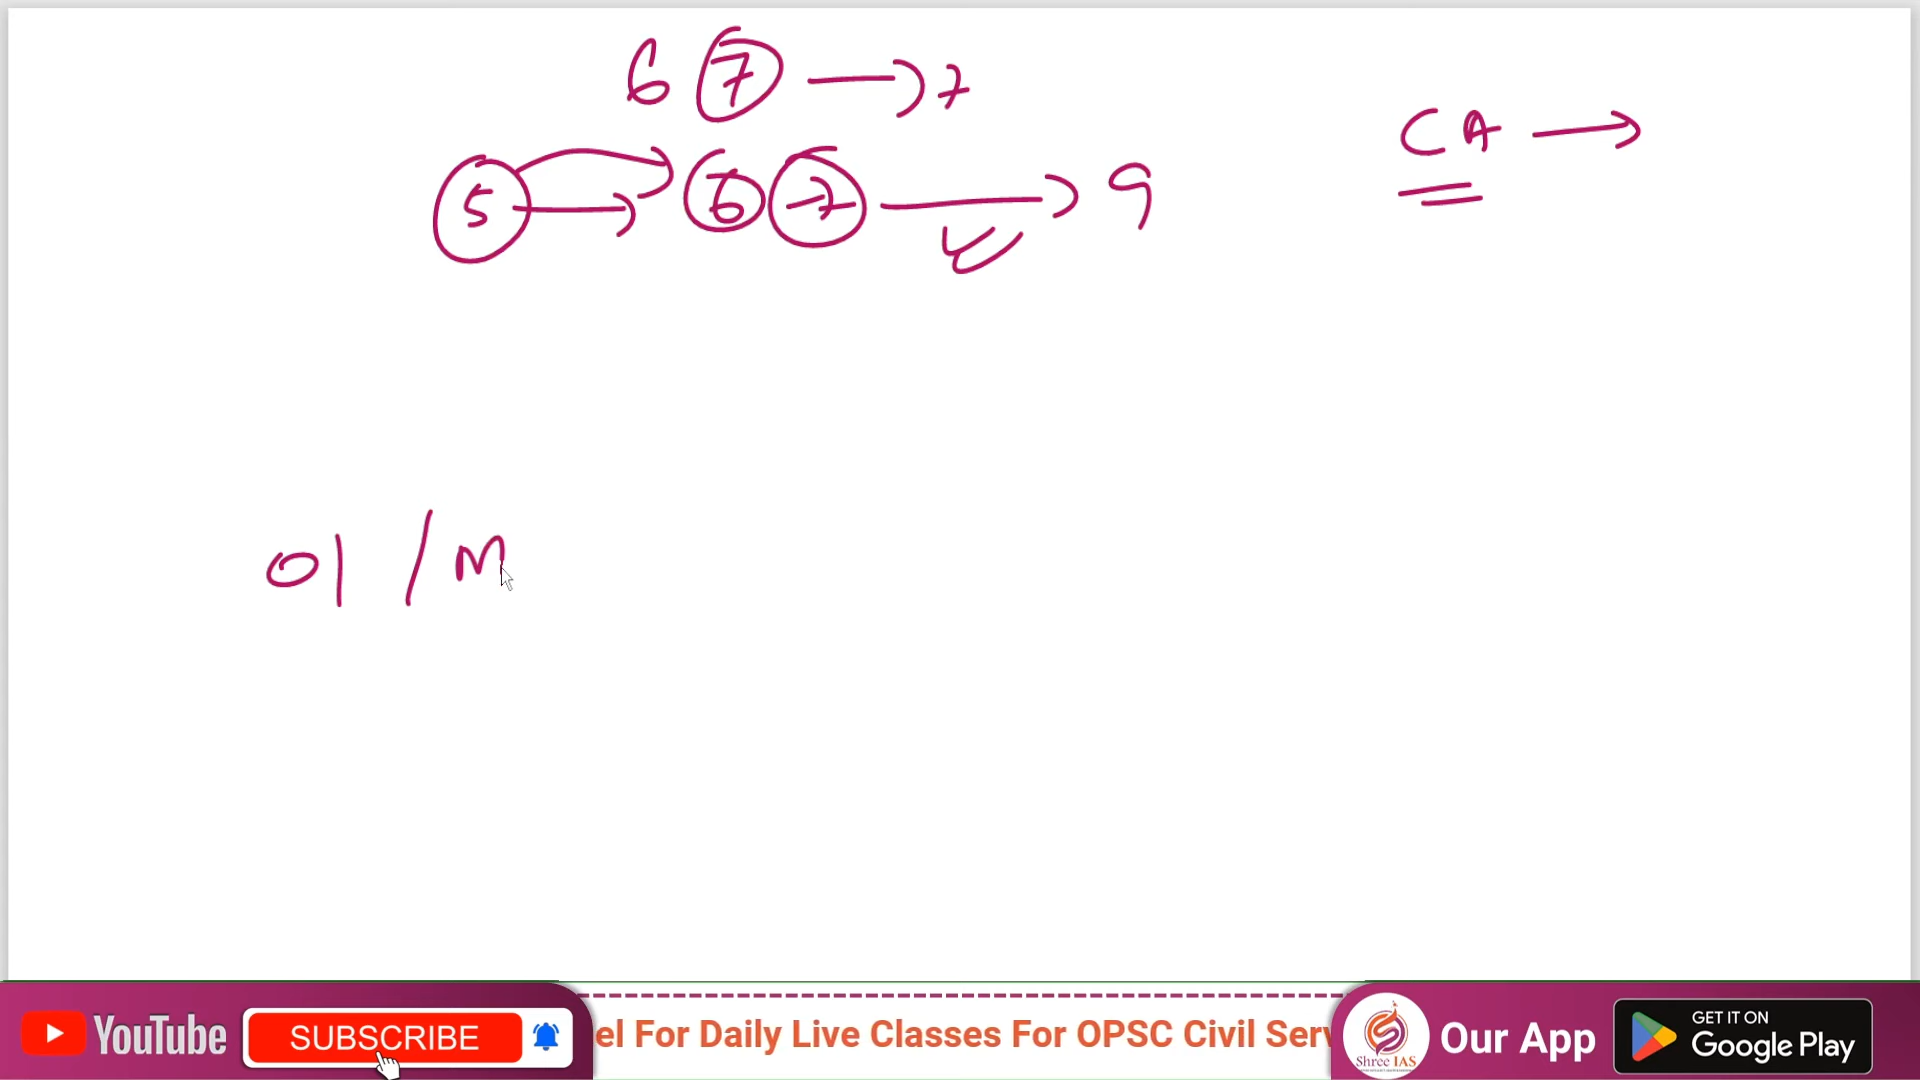 6 7 → 7
5 → 6 7 → 9
CA →
01 / M
YouTube
SUBSCRIBE
el For Daily Live Classes For OPSC Civil Serv
Shree IAS
Our App
GET IT ON
Google Play